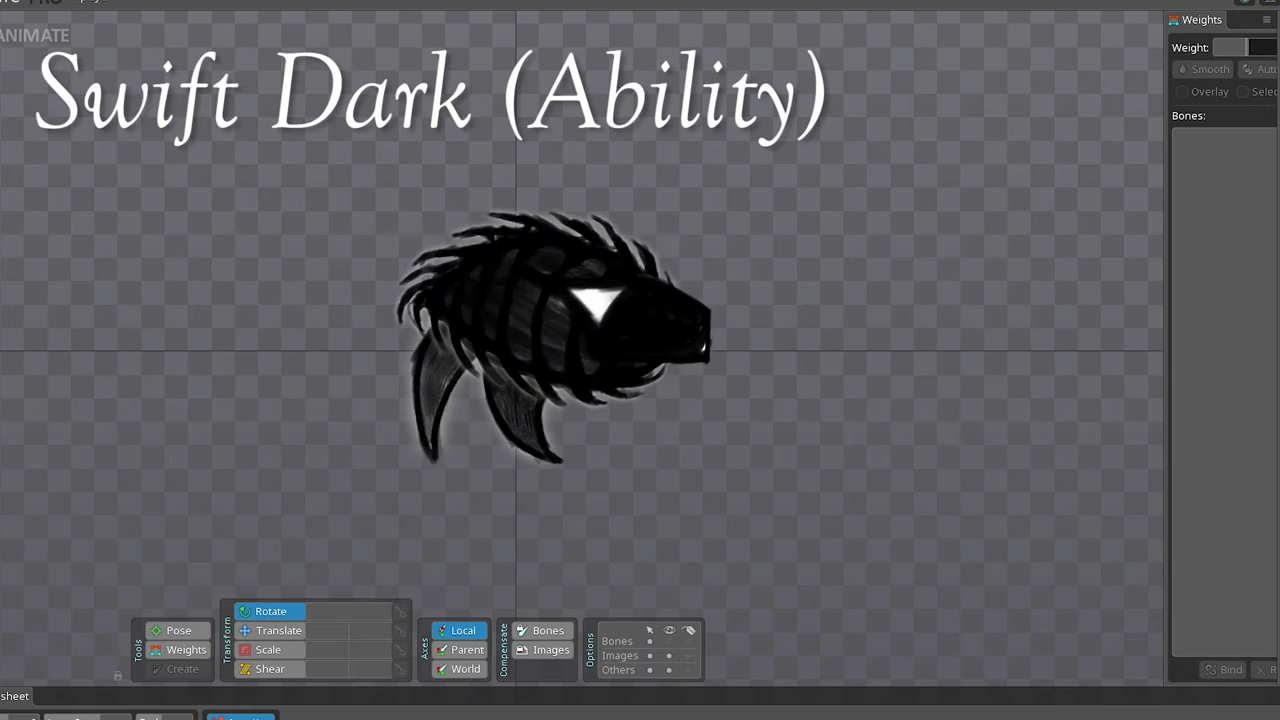 PRO
Weights
ANIMATE
Swift Dark (Ability)
Weight:
Smooth
Overlay
Bones:
Tools
Pose
Weights
Create
Transform
Rotate
Translate
Scale
Shear
Axes
Local
Parent
World
Compensate
Bones
Images
Options
Bones
Images
Others
Bind
sheet